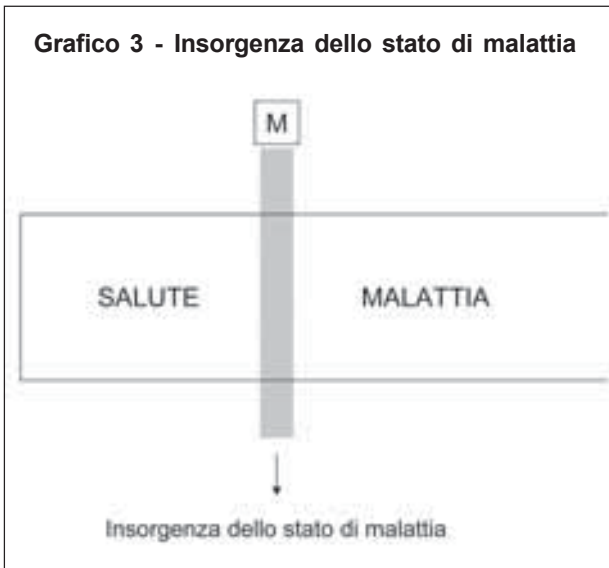 Grafico 3 - Insorgenza dello stato di malattia
M
SALUTE
MALATTIA
Insorgenza dello stato di malattia